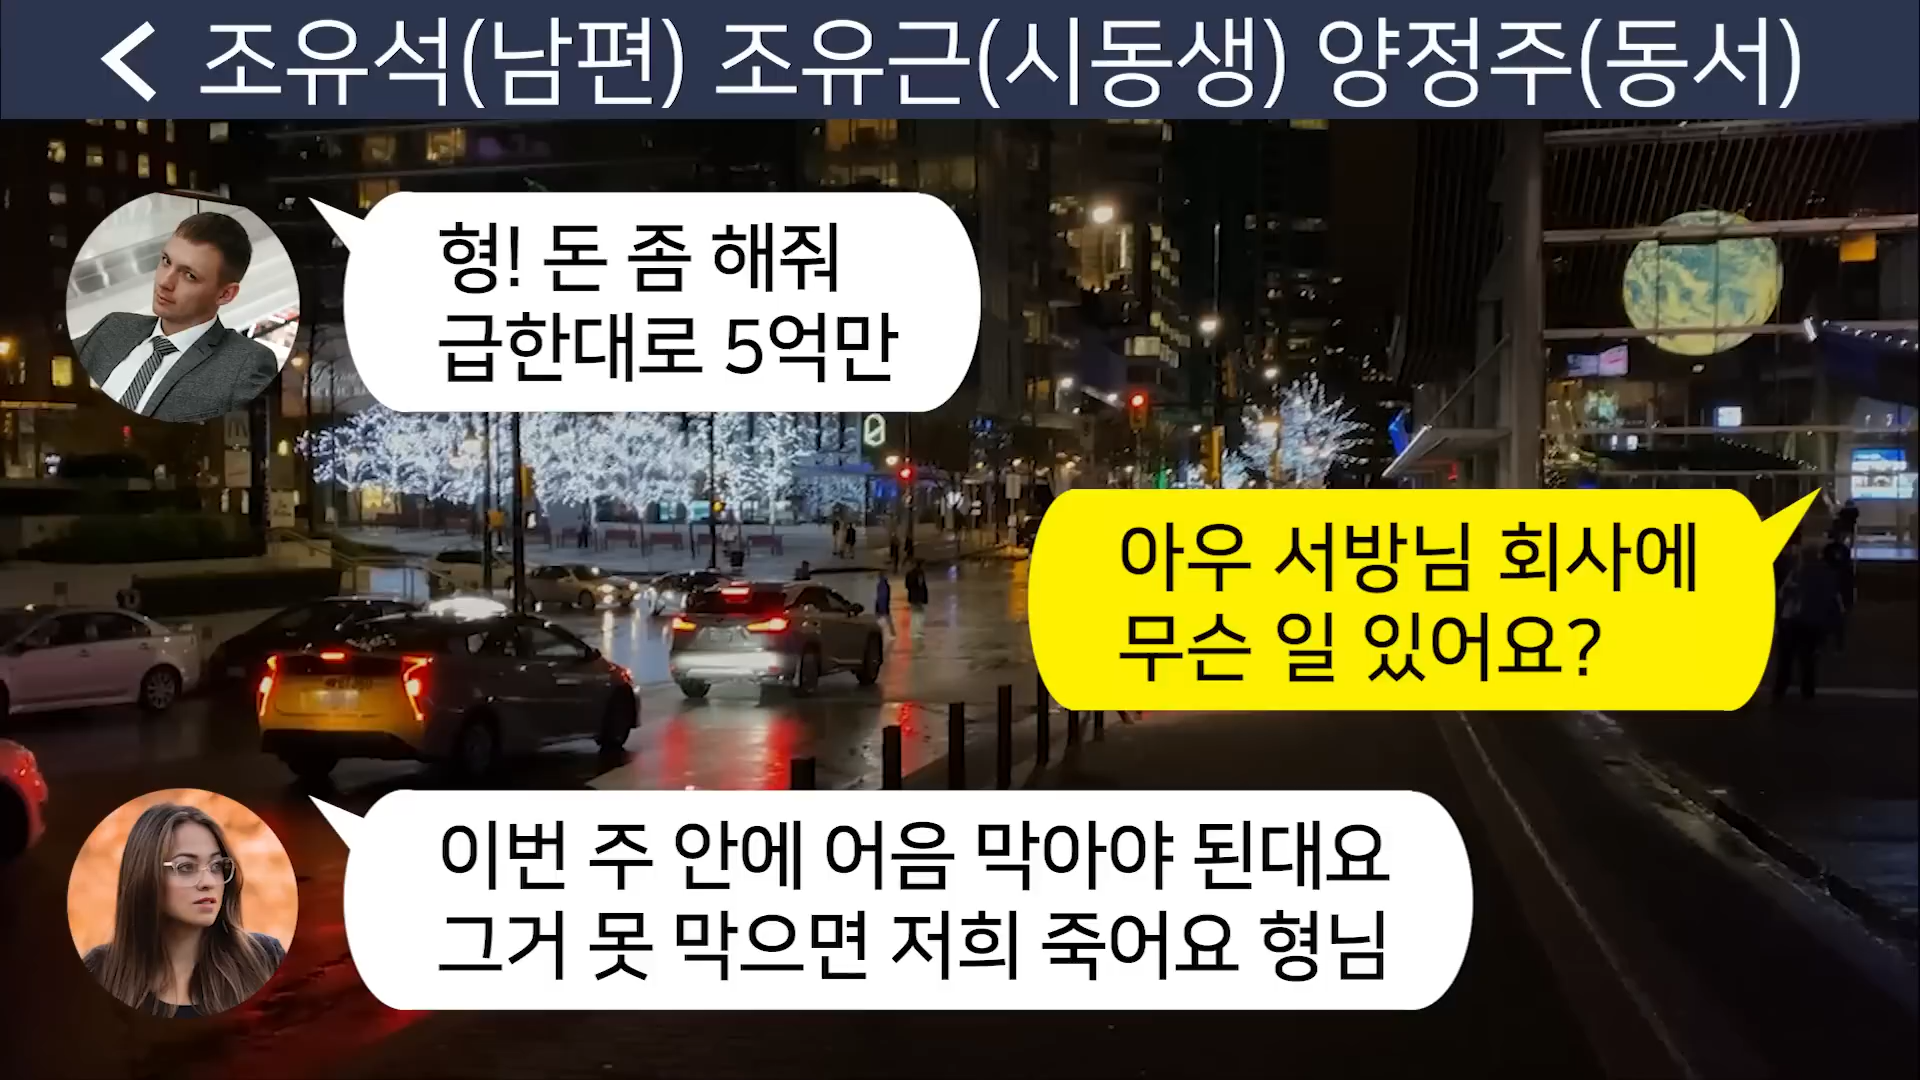 조유석(남편) 조유근(시동생) 양정주(동서)
형! 돈 좀 해줘
급한대로 5억만
아우 서방님 회사에
무슨 일 있어요?
이번 주 안에 어음 막아야 된대요
그거 못 막으면 저희 죽어요 형님